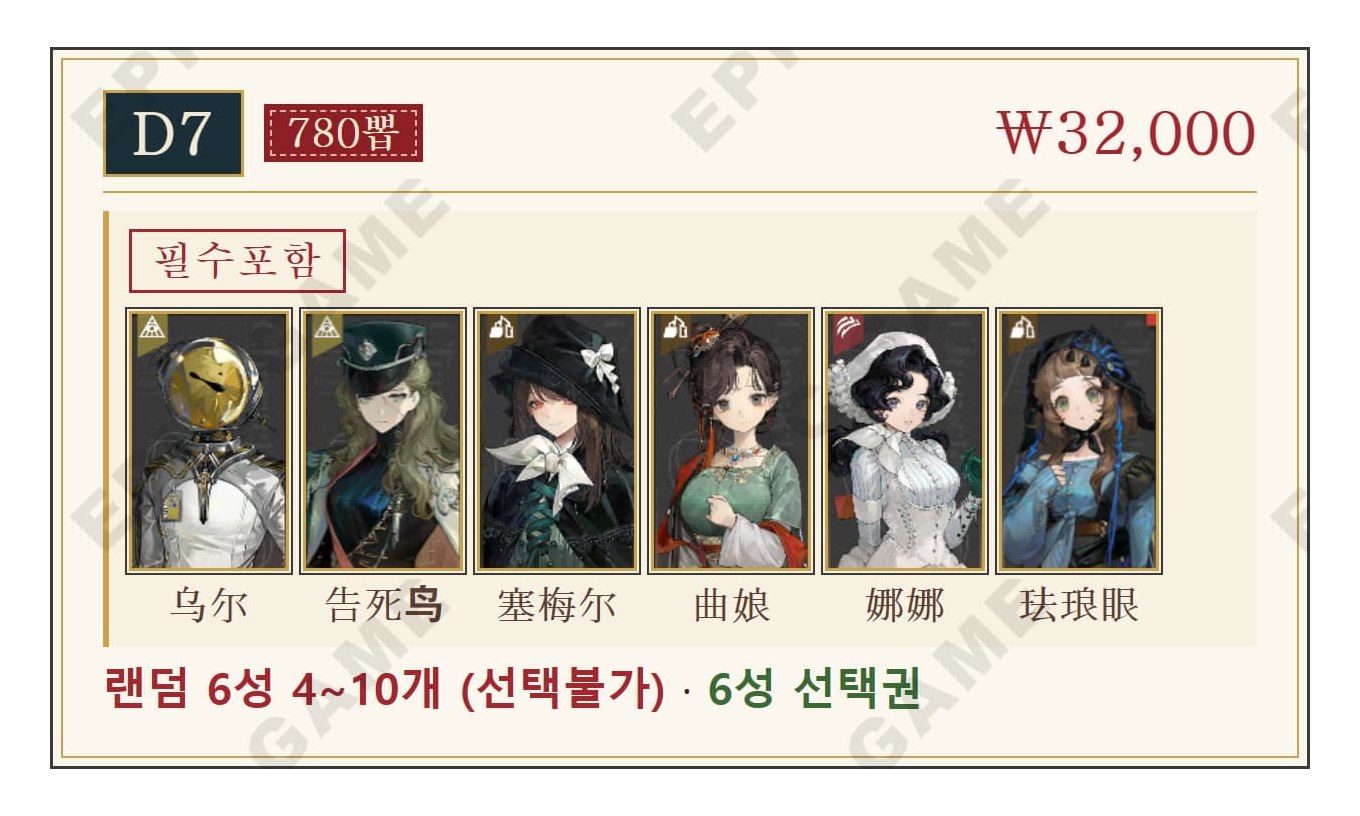 D7 780뽑 ₩32,000
필수포함
乌尔 告死鸟 塞梅尔 曲娘 娜娜 珐琅眼
랜덤 6성 4~10개 (선택불가) · 6성 선택권
EPIC GAME